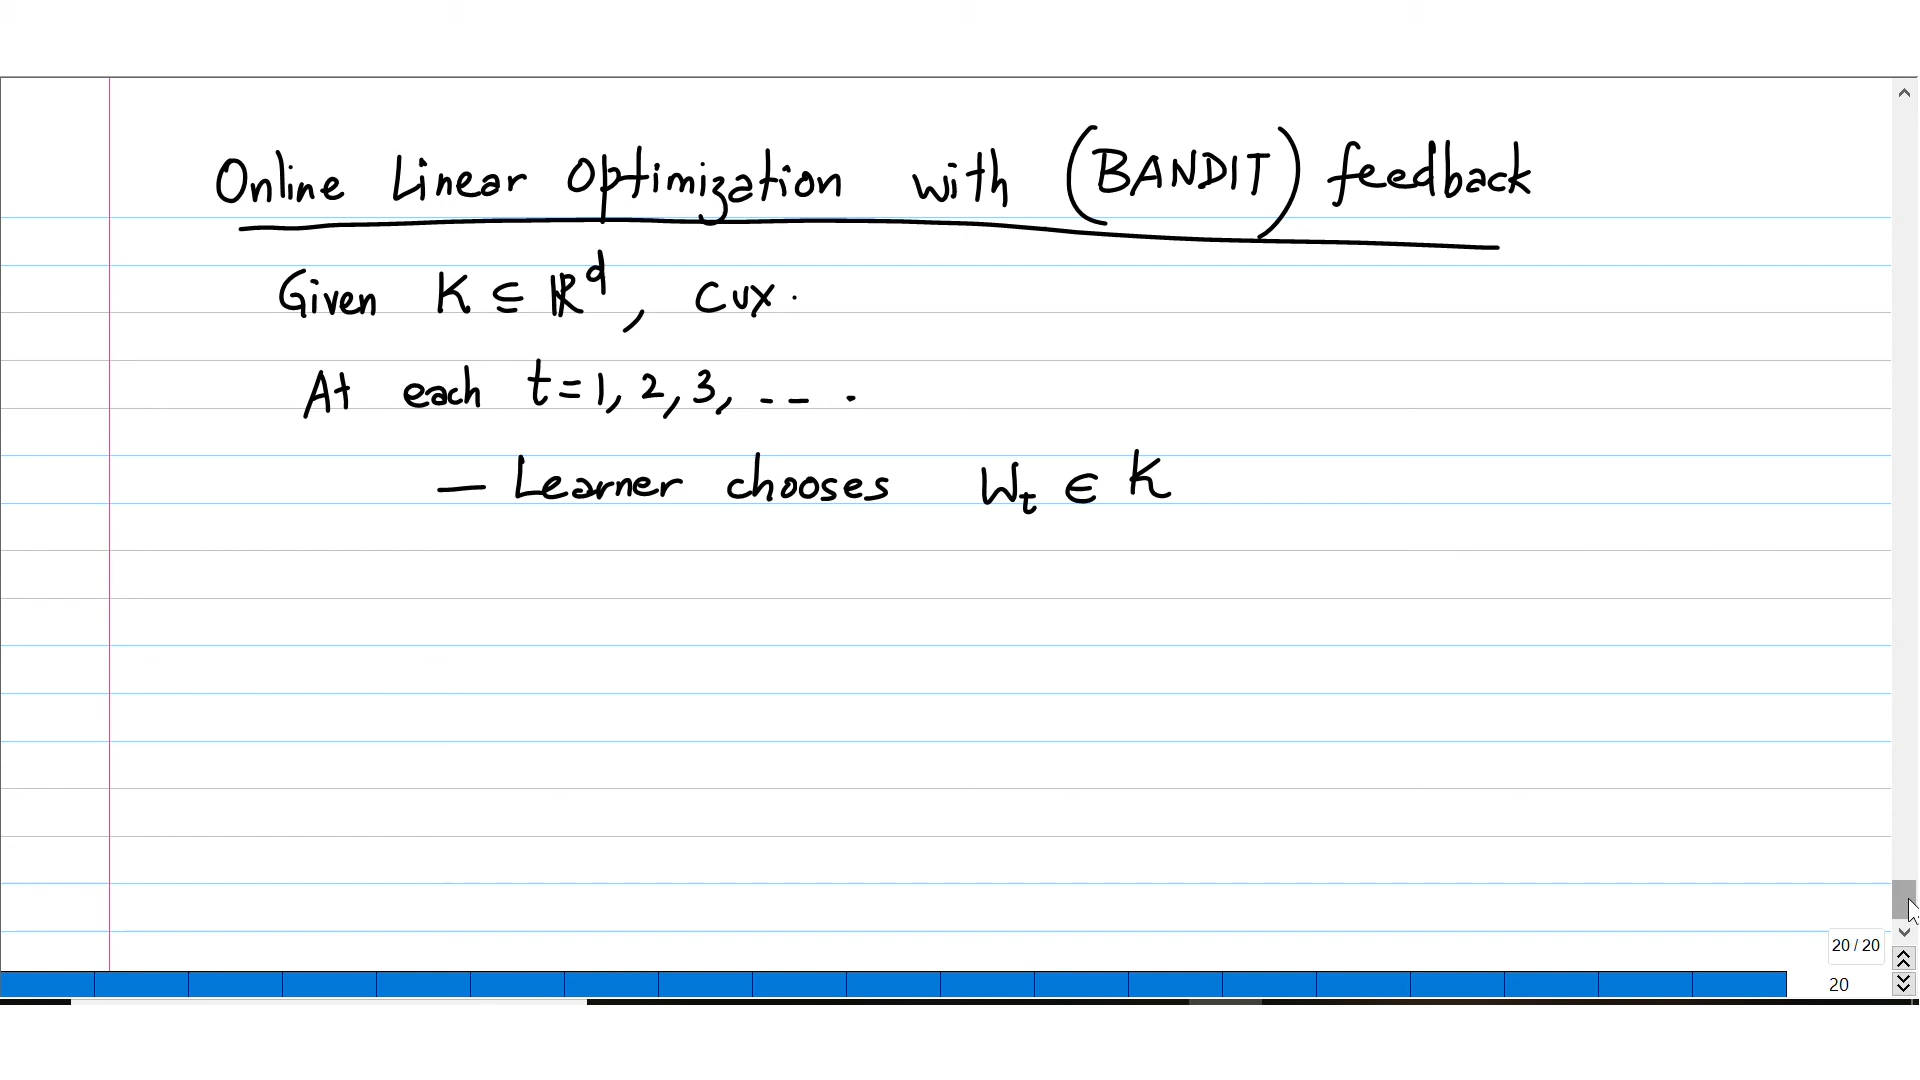 Online Linear Optimization with (BANDIT) feedback
Given K ⊆ ℝ^d, cvx.
At each t=1, 2, 3, -- .
— Learner chooses W_t ∈ K
20 / 20
20